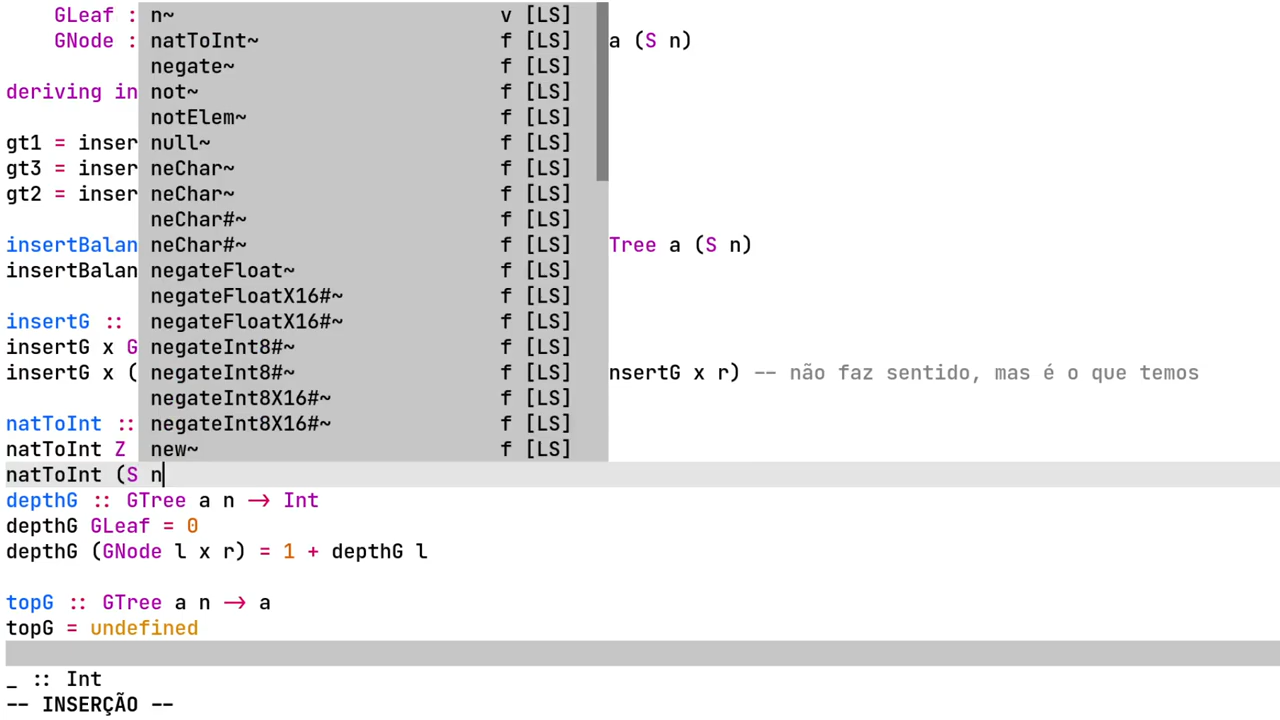 GLeaf : n~ v [LS]
GNode : natToInt~ f [LS] a (S n)
negate~ f [LS]
deriving in not~ f [LS]
notElem~ f [LS]
gt1 = inser null~ f [LS]
gt3 = inser neChar~ f [LS]
gt2 = inser neChar~ f [LS]
neChar#~ f [LS]
insertBalan neChar#~ f [LS] Tree a (S n)
insertBalan negateFloat~ f [LS]
negateFloatX16#~ f [LS]
insertG :: negateFloatX16#~ f [LS]
insertG x G negateInt8#~ f [LS]
insertG x ( negateInt8#~ f [LS] nsertG x r) -- não faz sentido, mas é o que temos
negateInt8X16#~ f [LS]
natToInt :: negateInt8X16#~ f [LS]
natToInt Z new~ f [LS]
natToInt (S n
depthG :: GTree a n -> Int
depthG GLeaf = 0
depthG (GNode l x r) = 1 + depthG l
topG :: GTree a n -> a
topG = undefined
_ :: Int
-- INSERÇÃO --